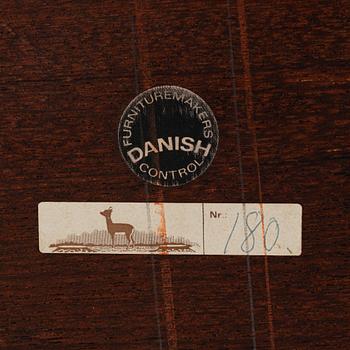 FURNITUREMAKERS
DANISH
CONTROL
Nr.: 180